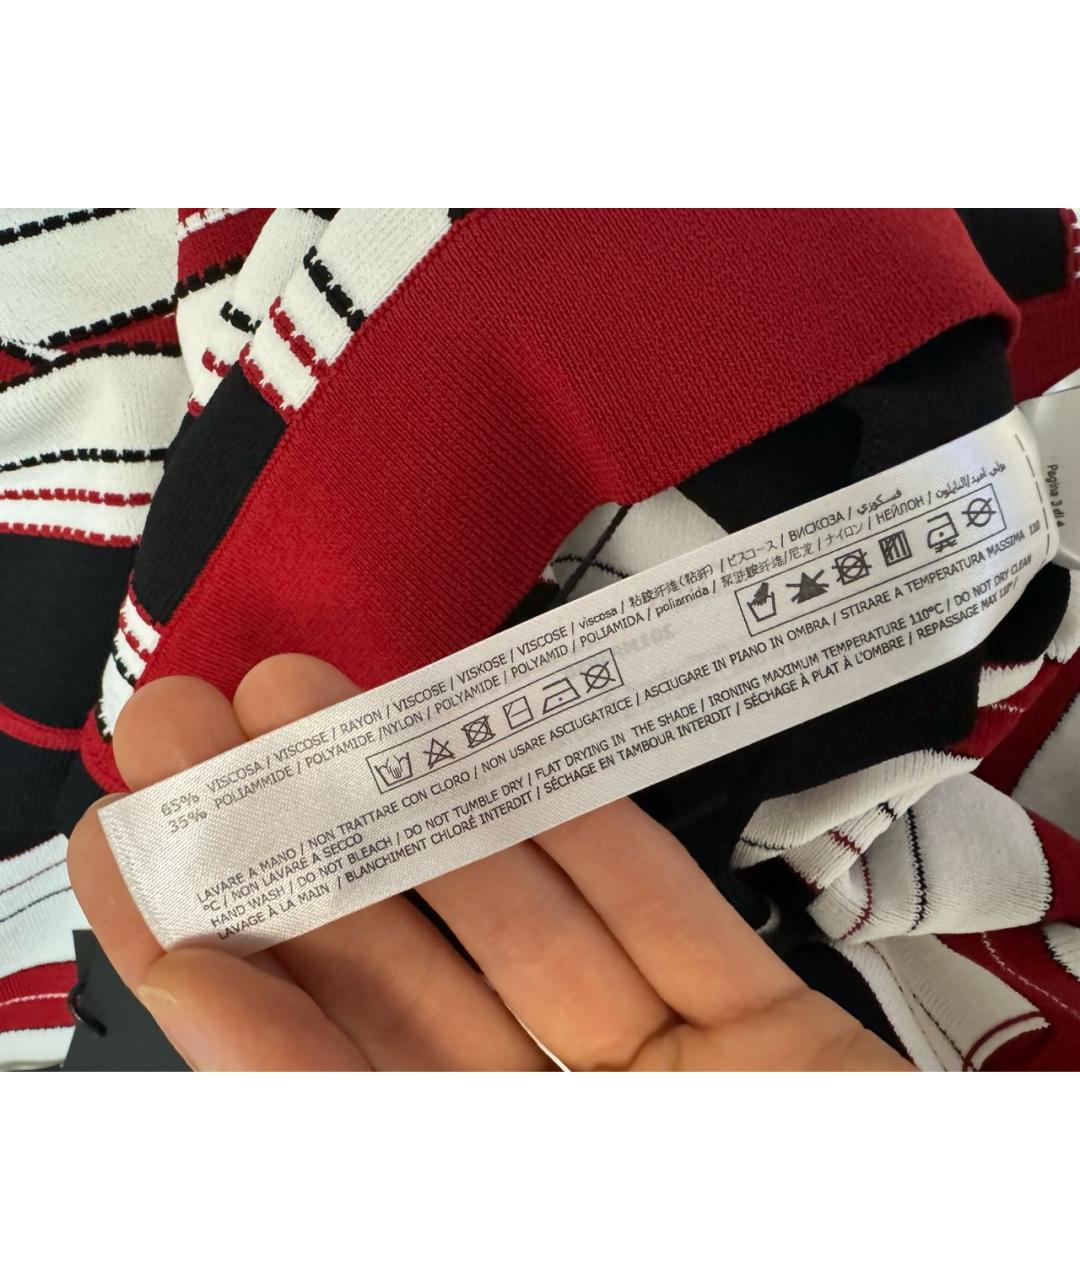 65% VISCOSA / VISCOSE / RAYON / VISCOSE / VISKOSE / VISCOSE / viscosa / 粘胶纤维(粘纤) / ビスコース / ВИСКОЗА / فسكوزي
35% POLIAMMIDE / POLYAMIDE /NYLON / POLYAMIDE / POLYAMID / POLIAMIDA / poliamida / 聚酰胺纤维/尼龙 / ナイロン / НЕЙЛОН /
LAVARE A MANO / NON TRATTARE CON CLORO / NON USARE ASCIUGATRICE / ASCIUGARE IN PIANO IN OMBRA / STIRARE A TEMPERATURA MASSIMA 110
°C / NON LAVARE A SECCO
HAND WASH / DO NOT BLEACH / DO NOT TUMBLE DRY / FLAT DRYING IN THE SHADE / IRONING MAXIMUM TEMPERATURE 110°C / DO NOT DRY CLEAN
LAVAGE À LA MAIN / BLANCHIMENT CHLORÉ INTERDIT / SÉCHAGE EN TAMBOUR INTERDIT / SÉCHAGE À PLAT À L'OMBRE / REPASSAGE MAX 110° /
Pagina 3 di